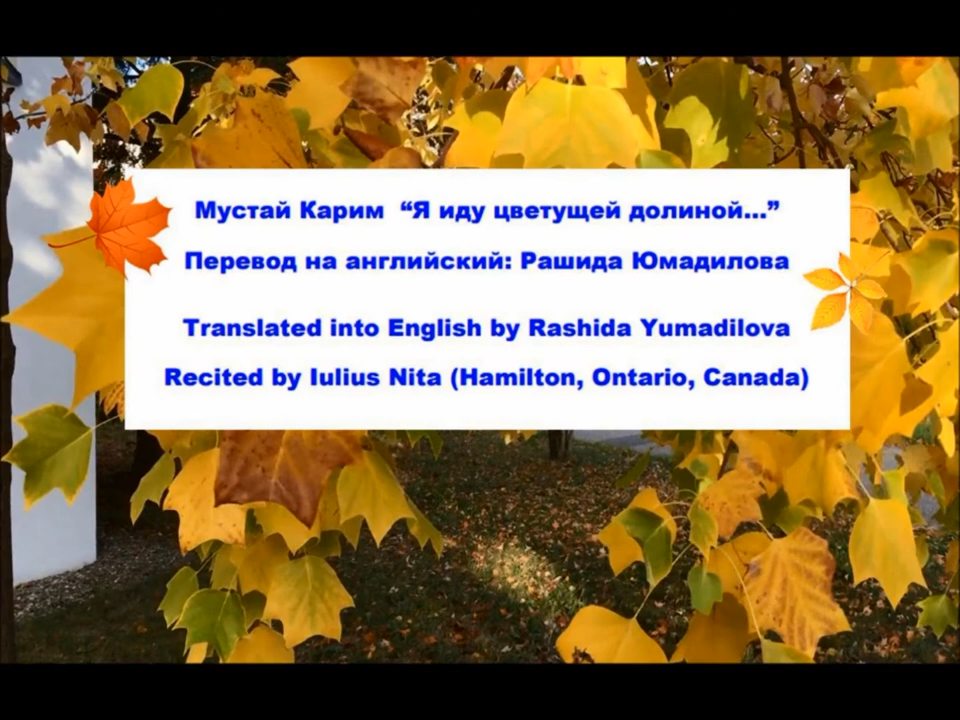 Мустай Карим “Я иду цветущей долиной...”
Перевод на английский: Рашида Юмадилова
Translated into English by Rashida Yumadilova
Recited by Iulius Nita (Hamilton, Ontario, Canada)